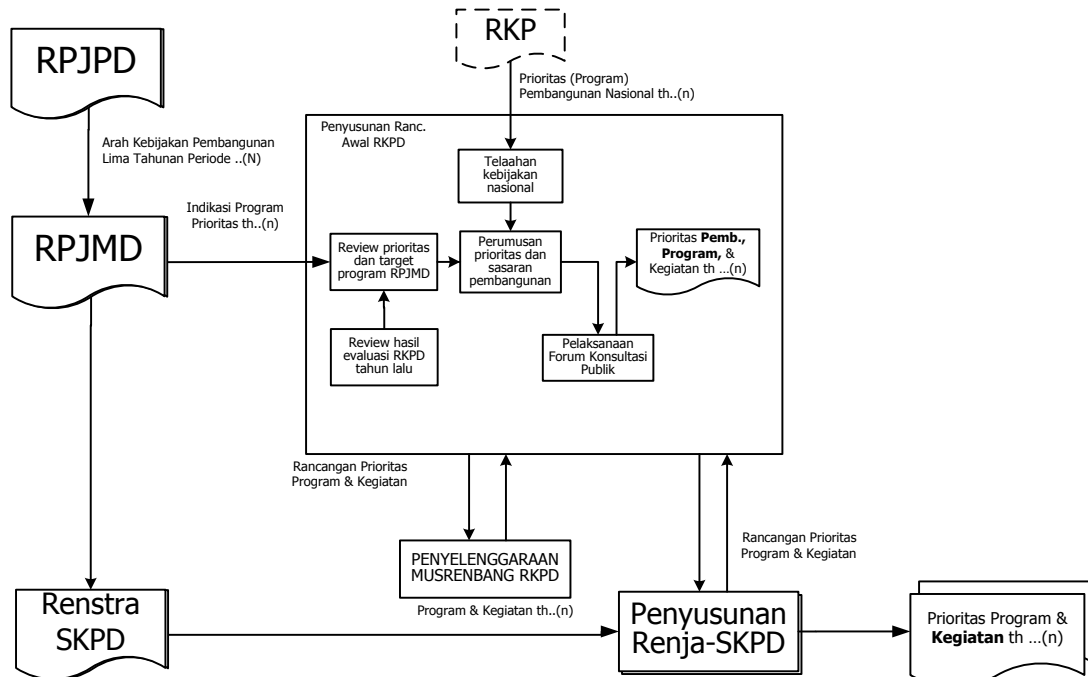 RPJPD
RKP
Prioritas (Program)
Pembangunan Nasional th..(n)
Arah Kebijakan Pembangunan
Lima Tahunan Periode ..(N)
Penyusunan Ranc.
Awal RKPD
Telaahan
kebijakan
nasional
Indikasi Program
Prioritas th..(n)
RPJMD
Review prioritas
dan target
program RPJMD
Perumusan
prioritas dan
sasaran
pembangunan
Prioritas Pemb.,
Program, &
Kegiatan th ...(n)
Review hasil
evaluasi RKPD
tahun lalu
Pelaksanaan
Forum Konsultasi
Publik
Rancangan Prioritas
Program & Kegiatan
PENYELENGGARAAN
MUSRENBANG RKPD
Rancangan Prioritas
Program & Kegiatan
Renstra
SKPD
Program & Kegiatan th..(n)
Penyusunan
Renja-SKPD
Prioritas Program &
Kegiatan th ...(n)